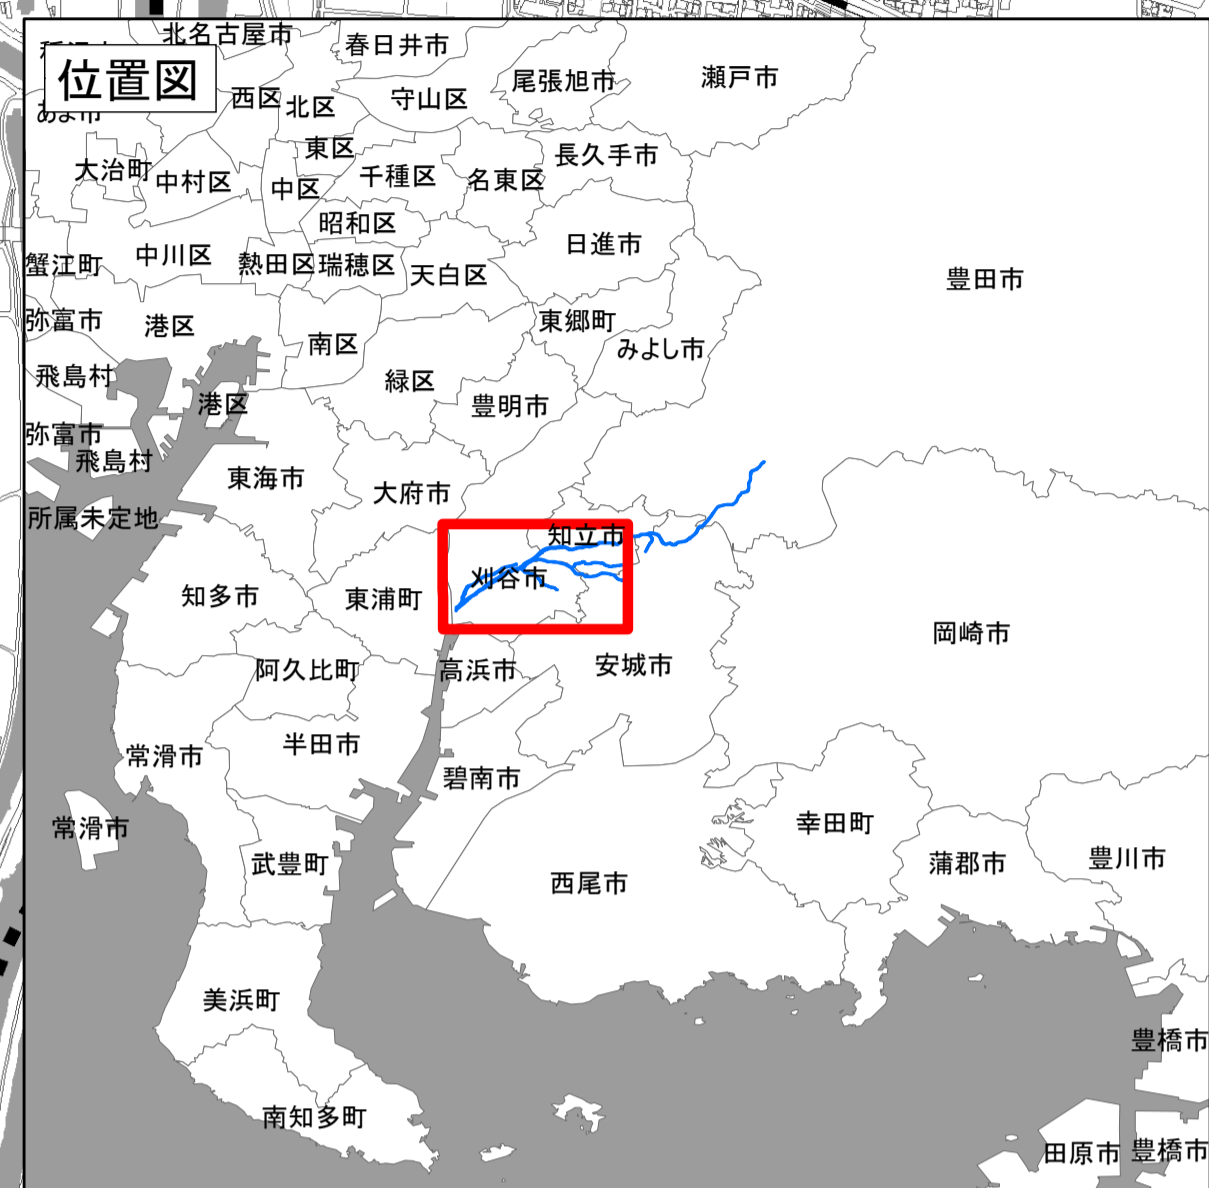 位置図
北名古屋市
春日井市
尾張旭市
瀬戸市
西区
北区
守山区
東区
長久手市
大治町
中村区
中区
千種区
名東区
昭和区
日進市
蟹江町
中川区
熱田区
瑞穂区
天白区
豊田市
弥富市
港区
南区
東郷町
みよし市
飛島村
緑区
港区
豊明市
弥富市
飛島村
東海市
大府市
所属未定地
知立市
刈谷市
知多市
東浦町
岡崎市
阿久比町
高浜市
安城市
常滑市
半田市
碧南市
常滑市
武豊町
幸田町
西尾市
蒲郡市
豊川市
美浜町
豊橋市
南知多町
田原市
豊橋市